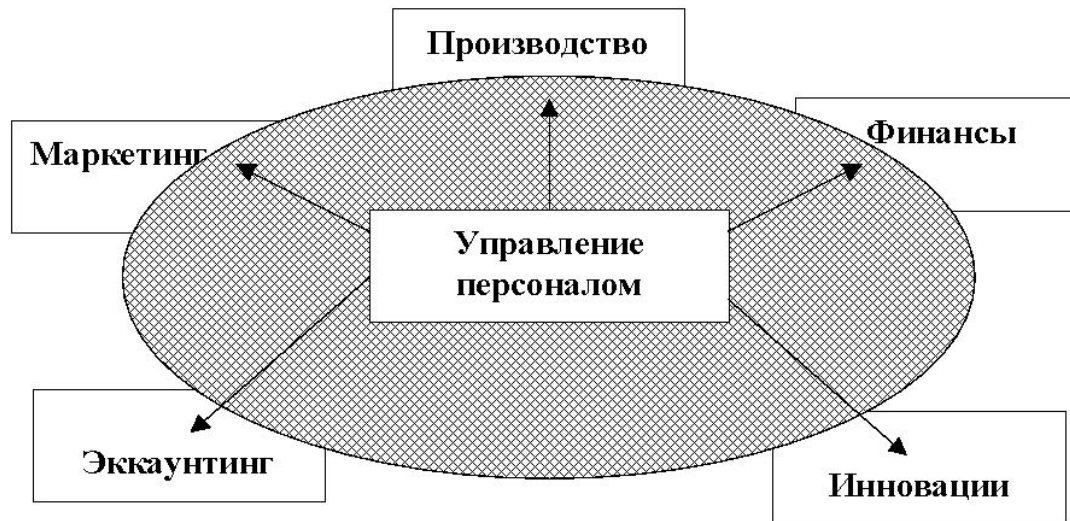 Производство
Финансы
Маркетинг
Управление
персоналом
Эккаунтинг
Инновации